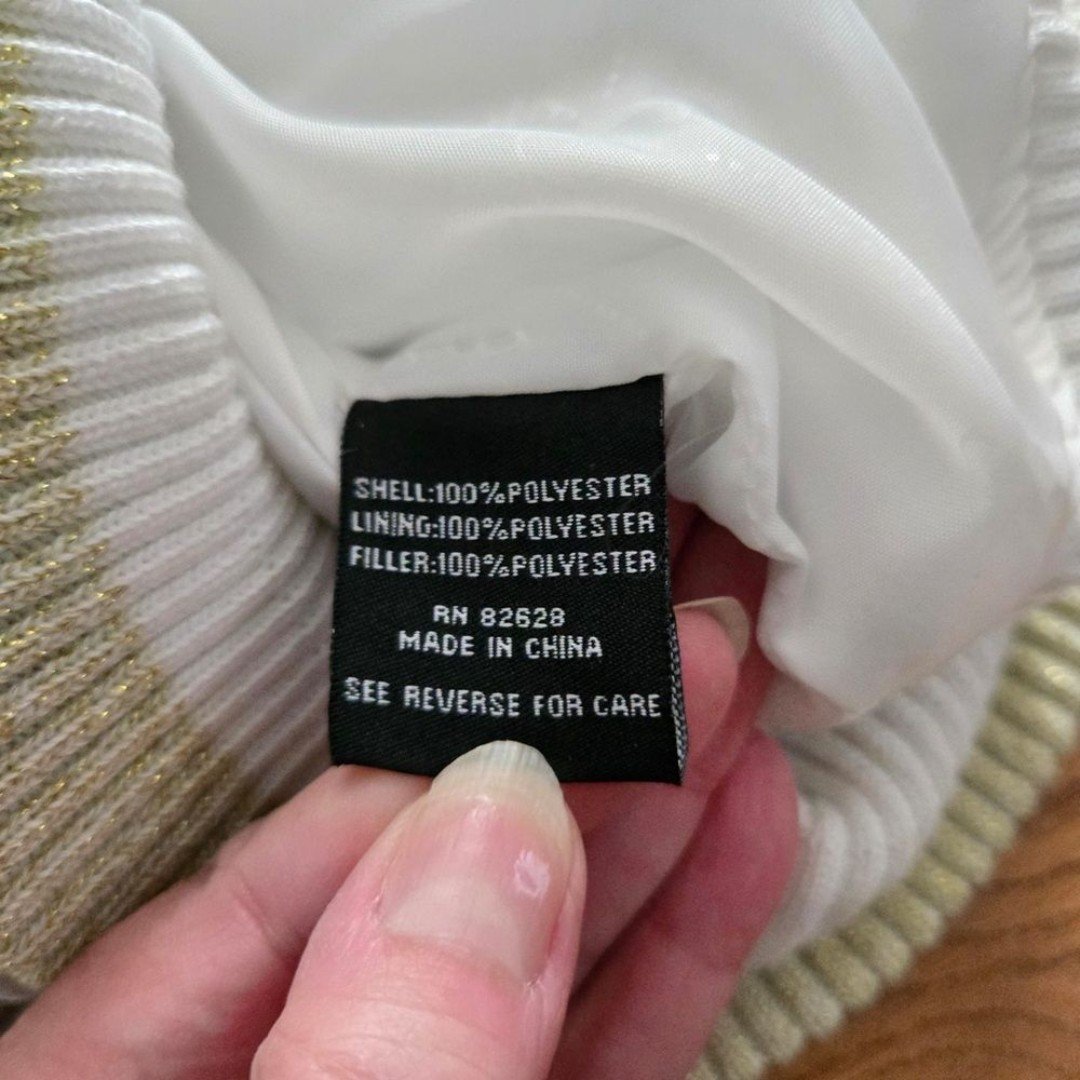 SHELL:100%POLYESTER
LINING:100%POLYESTER
FILLER:100%POLYESTER
RN 82628
MADE IN CHINA
SEE REVERSE FOR CARE